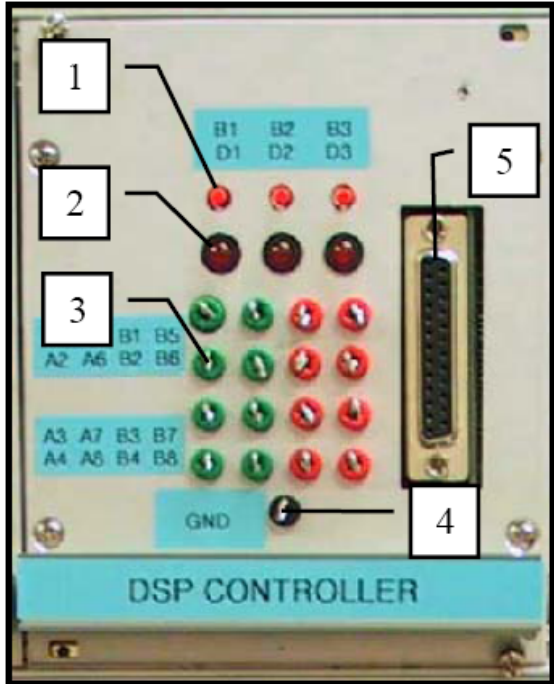 1
B1 B2 B3
D1 D2 D3
5
2
3
B1 B5
A2 A6 B2 B6
A3 A7 B3 B7
A4 A8 B4 B8
GND
4
DSP CONTROLLER